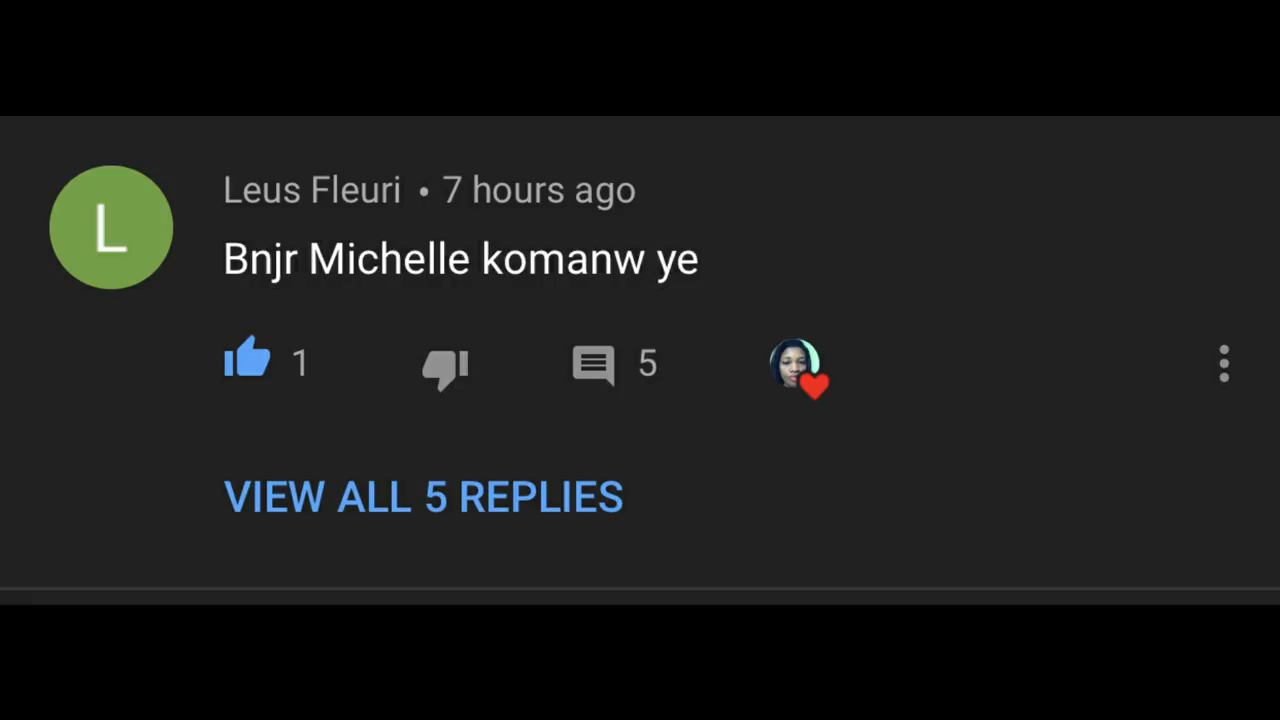 L
Leus Fleuri • 7 hours ago
Bnjr Michelle komanw ye
1 5
VIEW ALL 5 REPLIES